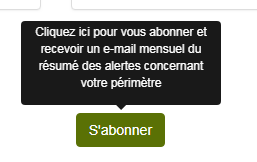 Cliquez ici pour vous abonner et
recevoir un e-mail mensuel du
résumé des alertes concernant
votre périmètre
S'abonner